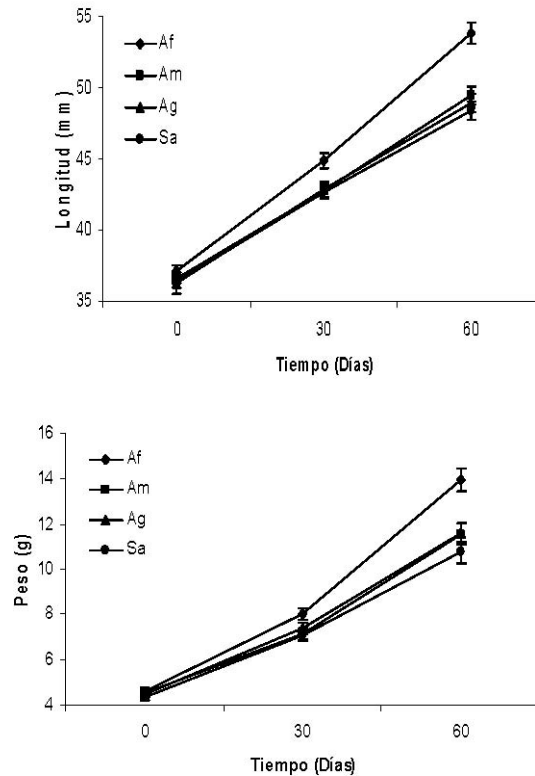 55
50
45
40
35
Longitud (mm)
Af
Am
Ag
Sa
0 30 60
Tiempo (Días)
16
14
12
10
8
6
4
Peso (g)
Af
Am
Ag
Sa
0 30 60
Tiempo (Días)